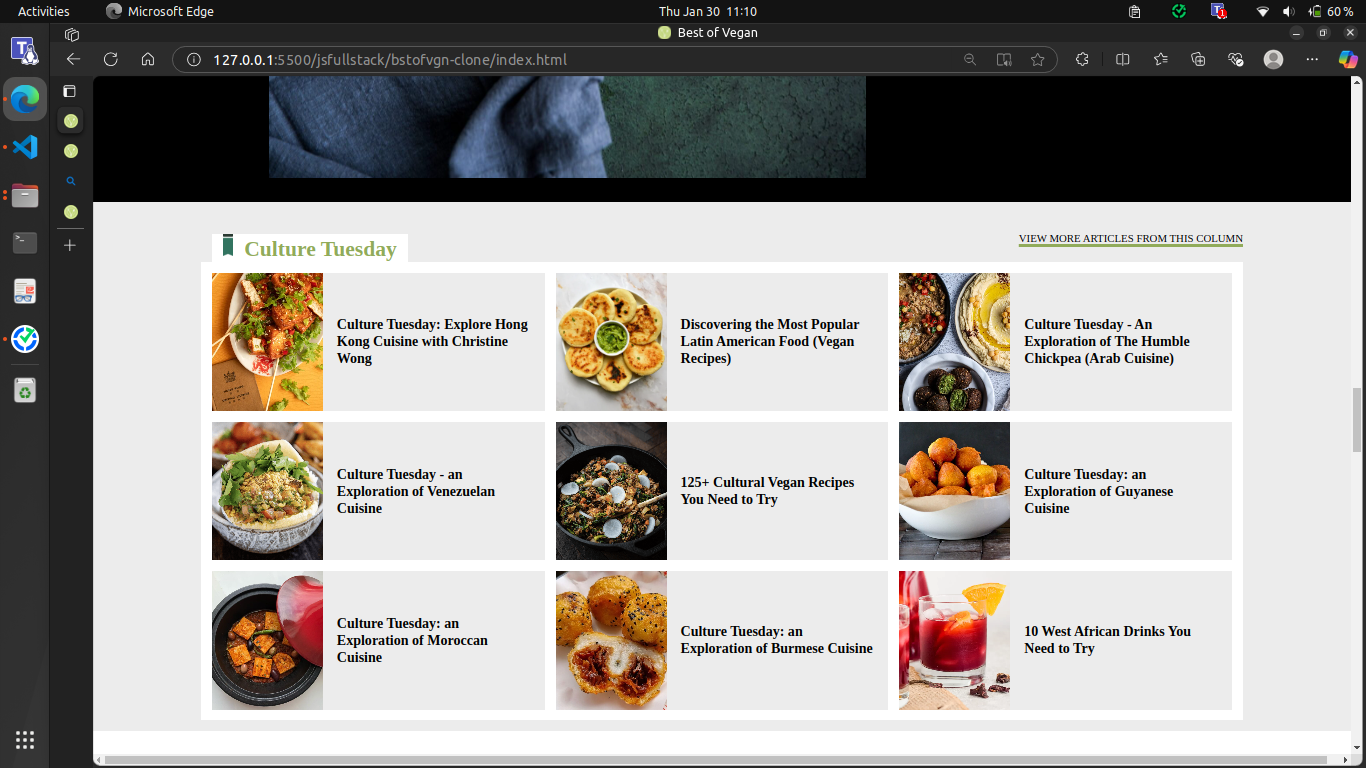 Activities
Microsoft Edge
Thu Jan 30 11:10
1
60 %
Best of Vegan
127.0.0.1:5500/jsfullstack/bstofvgn-clone/index.html
Culture Tuesday
VIEW MORE ARTICLES FROM THIS COLUMN
Culture Tuesday: Explore Hong
Kong Cuisine with Christine
Wong
Discovering the Most Popular
Latin American Food (Vegan
Recipes)
Culture Tuesday - An
Exploration of The Humble
Chickpea (Arab Cuisine)
Culture Tuesday - an
Exploration of Venezuelan
Cuisine
125+ Cultural Vegan Recipes
You Need to Try
Culture Tuesday: an
Exploration of Guyanese
Cuisine
Culture Tuesday: an
Exploration of Moroccan
Cuisine
Culture Tuesday: an
Exploration of Burmese Cuisine
10 West African Drinks You
Need to Try